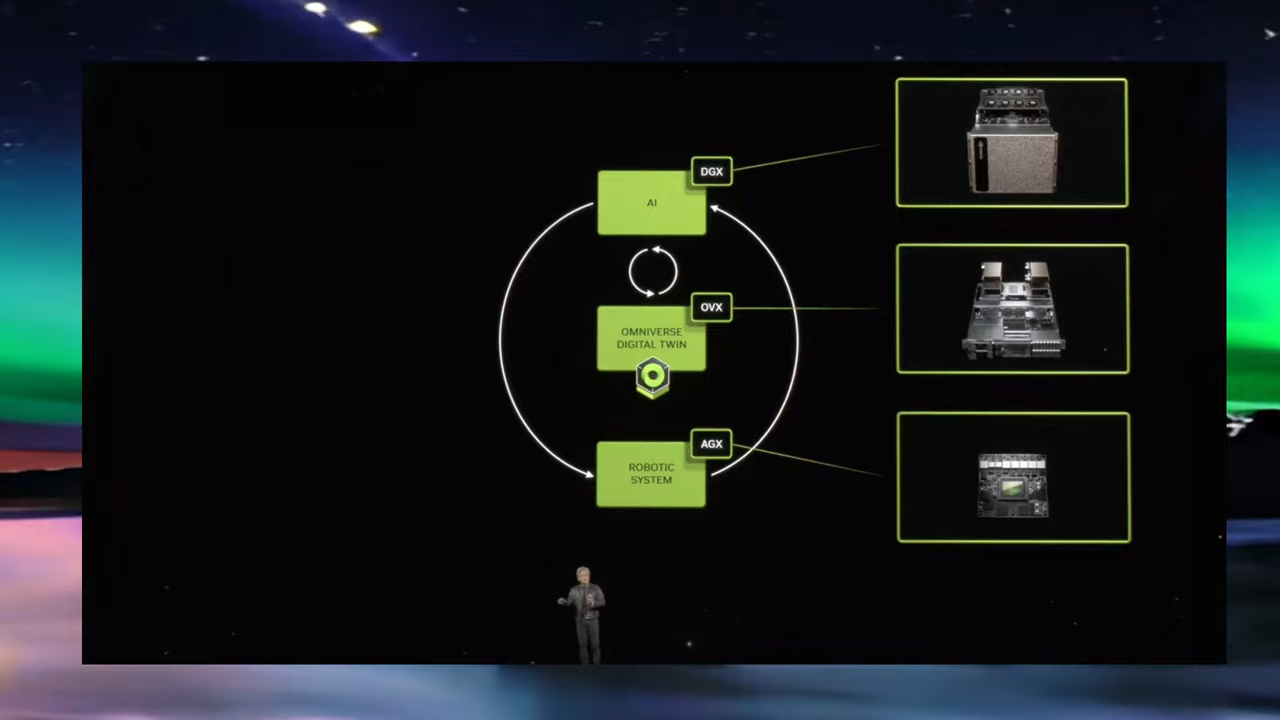 DGX
AI
OVX
OMNIVERSE
DIGITAL TWIN
AGX
ROBOTIC
SYSTEM